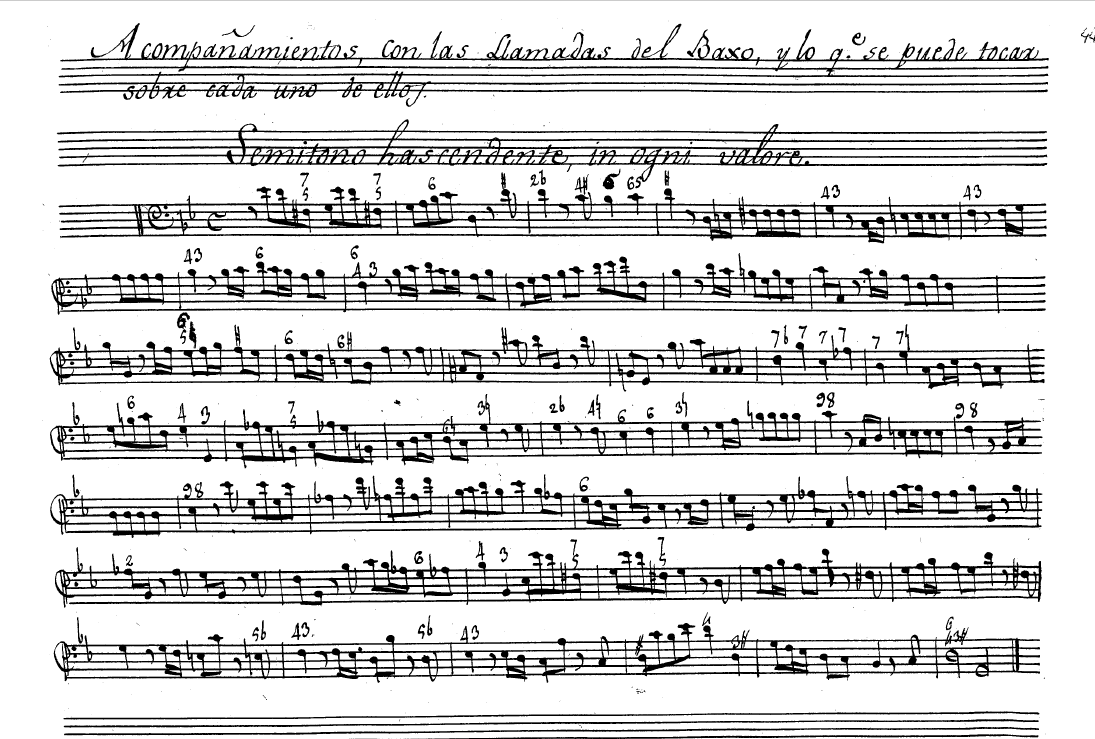 44
Acompañamientos, con las Llamadas del Baxo, y lo q.e se puede tocar
sobre cada uno de ellos.
Semitono hascendente, in ogni valore.